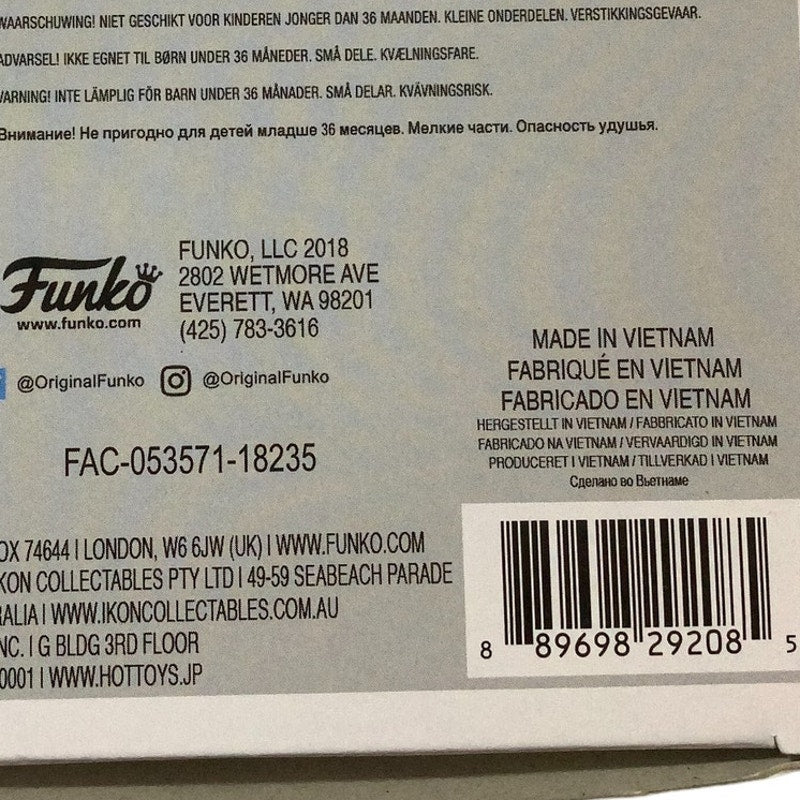 WAARSCHUWING! NIET GESCHIKT VOOR KINDEREN JONGER DAN 36 MAANDEN. KLEINE ONDERDELEN. VERSTIKKINGSGEVAAR.
ADVARSEL! IKKE EGNET TIL BØRN UNDER 36 MÅNEDER. SMÅ DELE. KVÆLNINGSFARE.
VARNING! INTE LÄMPLIG FÖR BARN UNDER 36 MÅNADER. SMÅ DELAR. KVÄVNINGSRISK.
Внимание! Не пригодно для детей младше 36 месяцев. Мелкие части. Опасность удушья.
Funko
www.funko.com
FUNKO, LLC 2018
2802 WETMORE AVE
EVERETT, WA 98201
(425) 783-3616
@OriginalFunko @OriginalFunko
FAC-053571-18235
MADE IN VIETNAM
FABRIQUÉ EN VIETNAM
FABRICADO EN VIETNAM
HERGESTELLT IN VIETNAM / FABBRICATO IN VIETNAM
FABRICADO NA VIETNAM / VERVAARDIGD IN VIETNAM
PRODUCERET I VIETNAM / TILLVERKAD I VIETNAM
Сделано во Вьетнаме
OX 74644 | LONDON, W6 6JW (UK) | WWW.FUNKO.COM
KON COLLECTABLES PTY LTD | 49-59 SEABEACH PARADE
RALIA | WWW.IKONCOLLECTABLES.COM.AU
NC. | G BLDG 3RD FLOOR
0001 | WWW.HOTTOYS.JP
8 89698 29208 5